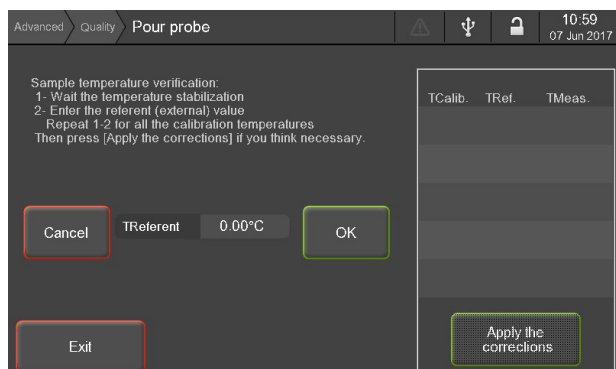 Advanced Quality Pour probe
10:59
07 Jun 2017
Sample temperature verification:
1- Wait the temperature stabilization
2- Enter the referent (external) value
Repeat 1-2 for all the calibration temperatures
Then press [Apply the corrections] if you think necessary.
Cancel TReferent 0.00°C OK
Exit
TCalib. TRef. TMeas.
Apply the
corrections